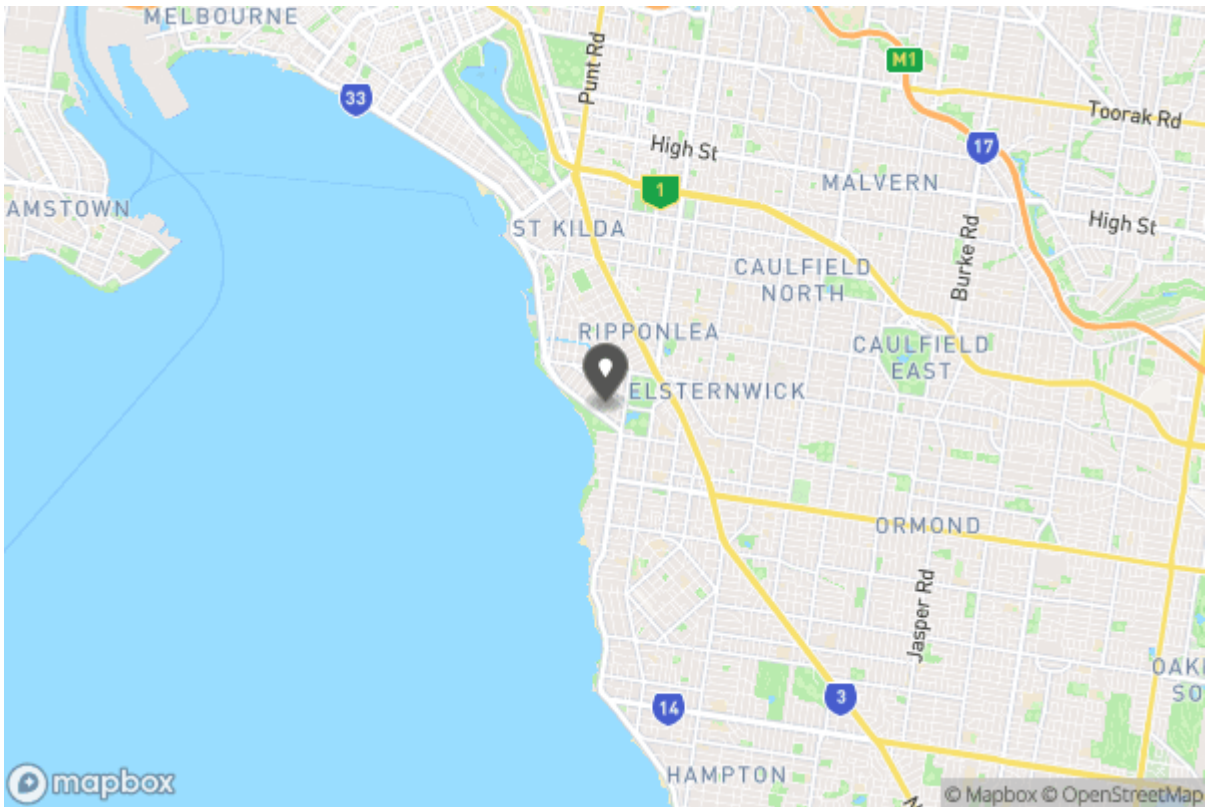 MELBOURNE
Punt Rd
M1
33
Toorak Rd
High St
17
MALVERN
1
AMSTOWN
High St
ST KILDA
Burke Rd
CAULFIELD
NORTH
RIPPONLEA
CAULFIELD
EAST
ELSTERNWICK
ORMOND
Jasper Rd
OAK
SO
3
14
HAMPTON
mapbox
© Mapbox © OpenStreetMap